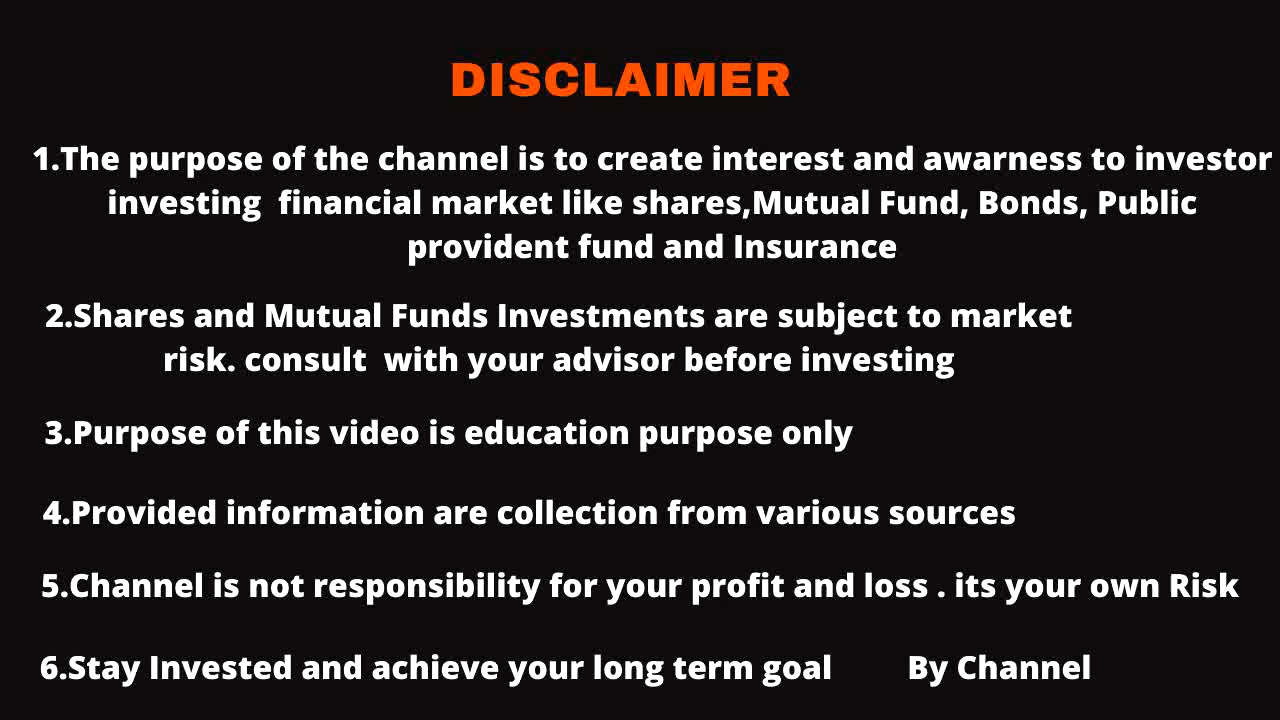 DISCLAIMER
1.The purpose of the channel is to create interest and awarness to investor
investing  financial market like shares,Mutual Fund, Bonds, Public
provident fund and Insurance
2.Shares and Mutual Funds Investments are subject to market
risk. consult  with your advisor before investing
3.Purpose of this video is education purpose only
4.Provided information are collection from various sources
5.Channel is not responsibility for your profit and loss . its your own Risk
6.Stay Invested and achieve your long term goal By Channel